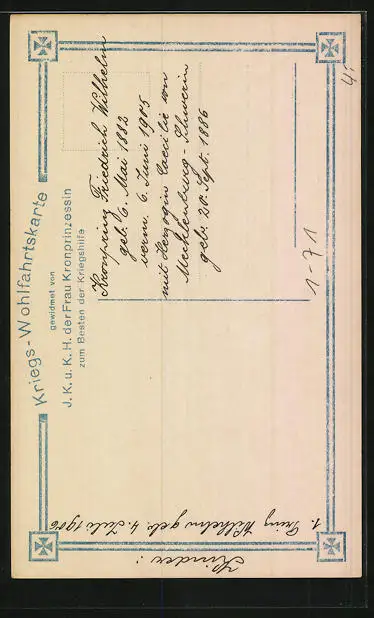 Kriegs-Wohlfahrtskarte
gewidmet von
J. K. u. K. H. der Frau Kronprinzessin
zum Besten der Kriegshilfe
Kronprinz Friedrich Wilhelm
geb. 6. Mai 1882
verm. 6. Juni 1905
mit Herzogin Caecilie von
Mecklenburg-Schwerin
geb. 20. Sept. 1886
1-71
4,-
Kinder:
1. Prinz Wilhelm geb. 4. Juli 1906